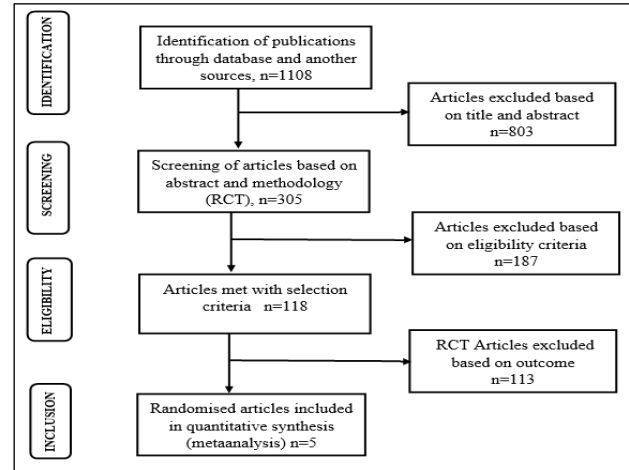 IDENTIFICATION
Identification of publications
through database and another
sources, n=1108
Articles excluded based
on title and abstract
n=803
SCREENING
Screening of articles based on
abstract and methodology
(RCT), n=305
Articles excluded based
on eligibility criteria
n=187
ELIGIBILITY
Articles met with selection
criteria n=118
RCT Articles excluded
based on outcome
n=113
INCLUSION
Randomised articles included
in quantitative synthesis
(metaanalysis) n=5